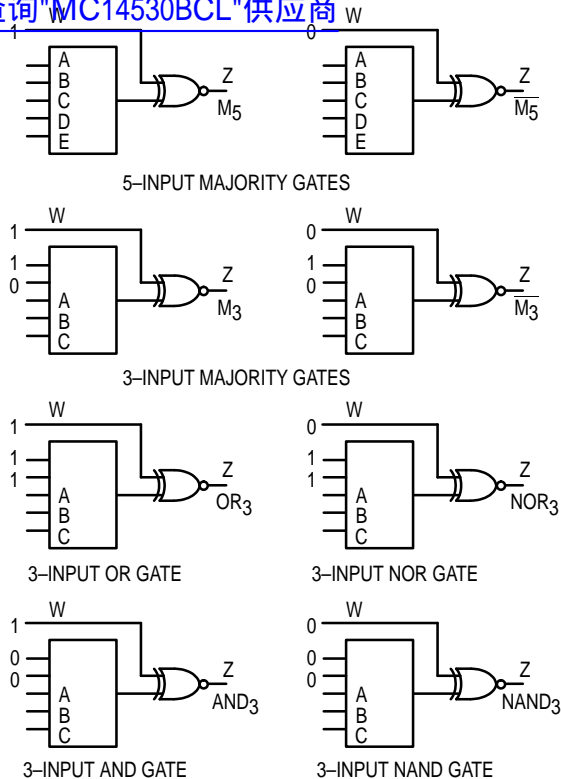 查询"MC14530BCL"供应商
W W
1 0
A A
B Z B Z
C M5 C M5
D D
E E
5–INPUT MAJORITY GATES
W W
1 0
1 1
0 Z 0 Z
A M3 A M3
B B
C C
3–INPUT MAJORITY GATES
W W
1 0
1 1
1 Z 1 Z
A OR3 A NOR3
B B
C C
3–INPUT OR GATE 3–INPUT NOR GATE
W W
1 0
0 0
0 Z 0 Z
A AND3 A NAND3
B B
C C
3–INPUT AND GATE 3–INPUT NAND GATE